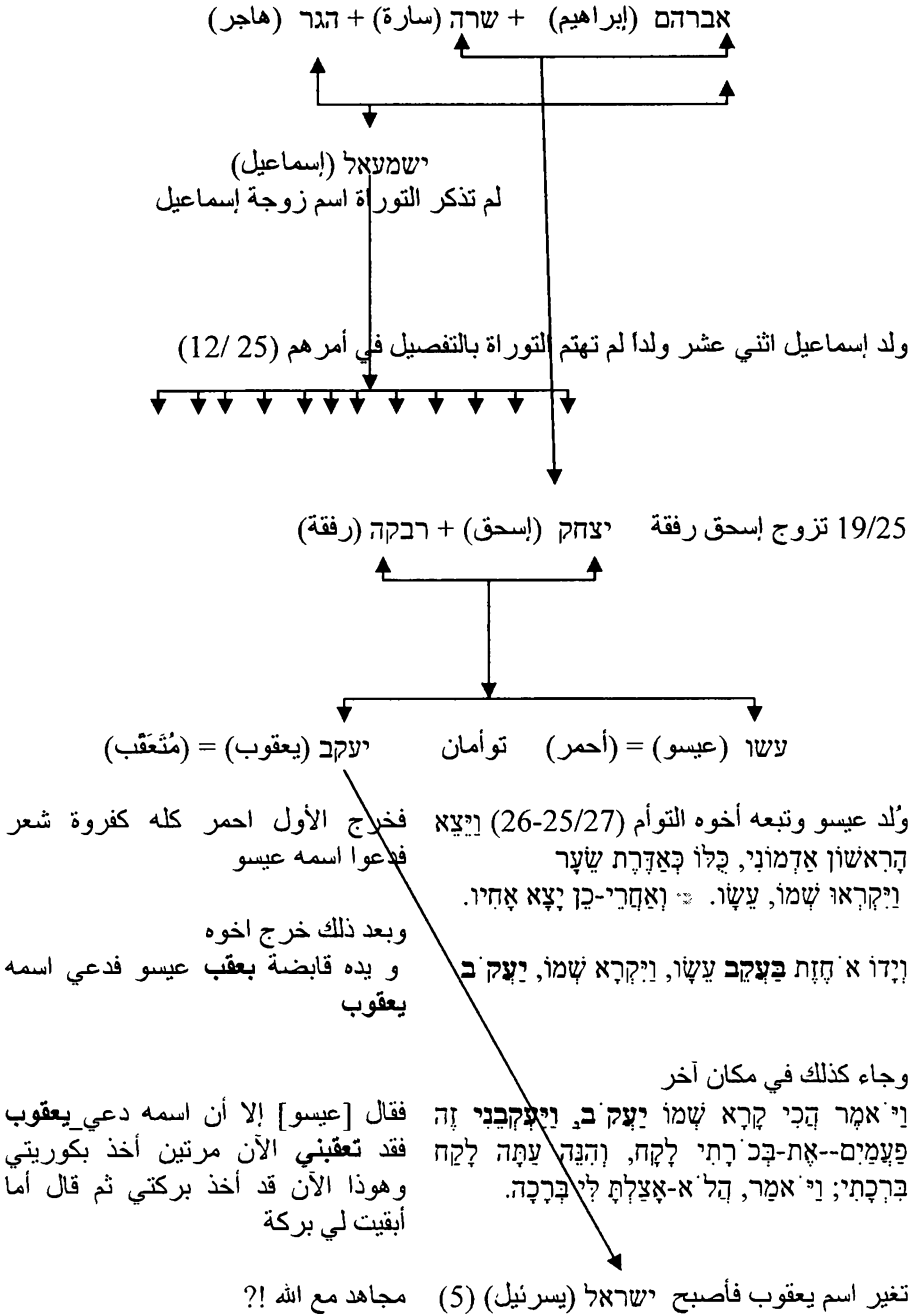 אברהם (إبراهيم) + שרה (سارة) + הגר (هاجر)
ישמעאל (إسماعيل)
لم تذكر التوراة اسم زوجة إسماعيل
ولد إسماعيل اثني عشر ولداً لم تهتم التوراة بالتفصيل في أمرهم (25 /12)
19/25 تزوج إسحق رفقة יצחק (إسحق) + רבקה (رفقة)
עשו (عيسو) = (أحمر) توأمان יעקב (يعقوب) = (مُتَعَقّب)
وُلد عيسو وتبعه أخوه التوأم (25/27-26) וַיֵּצֵא
הָרִאשׁוֹן אַדְמוֹנִי, כֻּלּוֹ כְּאַדֶּרֶת שֵׂעָר
וַיִּקְרְאוּ שְׁמוֹ, עֵשָׂו. וְאַחֲרֵי-כֵן יָצָא אָחִיו.
فخرج الأول احمر كله كفروة شعر
فدعوا اسمه عيسو
وبعد ذلك خرج اخوه
וְיָדוֹ אֹחֶזֶת בַּעֲקֵב עֵשָׂו, וַיִּקְרָא שְׁמוֹ, יַעֲקֹב
و يده قابضة بعقب عيسو فدعي اسمه
يعقوب
وجاء كذلك في مكان آخر
וַיֹּאמֶר הֲכִי קָרָא שְׁמוֹ יַעֲקֹב, וַיַּעְקְבֵנִי זֶה
פַעֲמַיִם--אֶת-בְּכֹרָתִי לָקָח, וְהִנֵּה עַתָּה לָקַח
בִּרְכָתִי; וַיֹּאמַר, הֲלֹא-אָצַלְתָּ לִּי בְּרָכָה.
فقال [عيسو] إلا أن اسمه دعي يعقوب
فقد تعقبني الآن مرتين أخذ بكوريتي
وهوذا الآن قد أخذ بركتي ثم قال أما
أبقيت لي بركة
تغير اسم يعقوب فأصبح ישראל (يسرئيل) (5) مجاهد مع الله !?